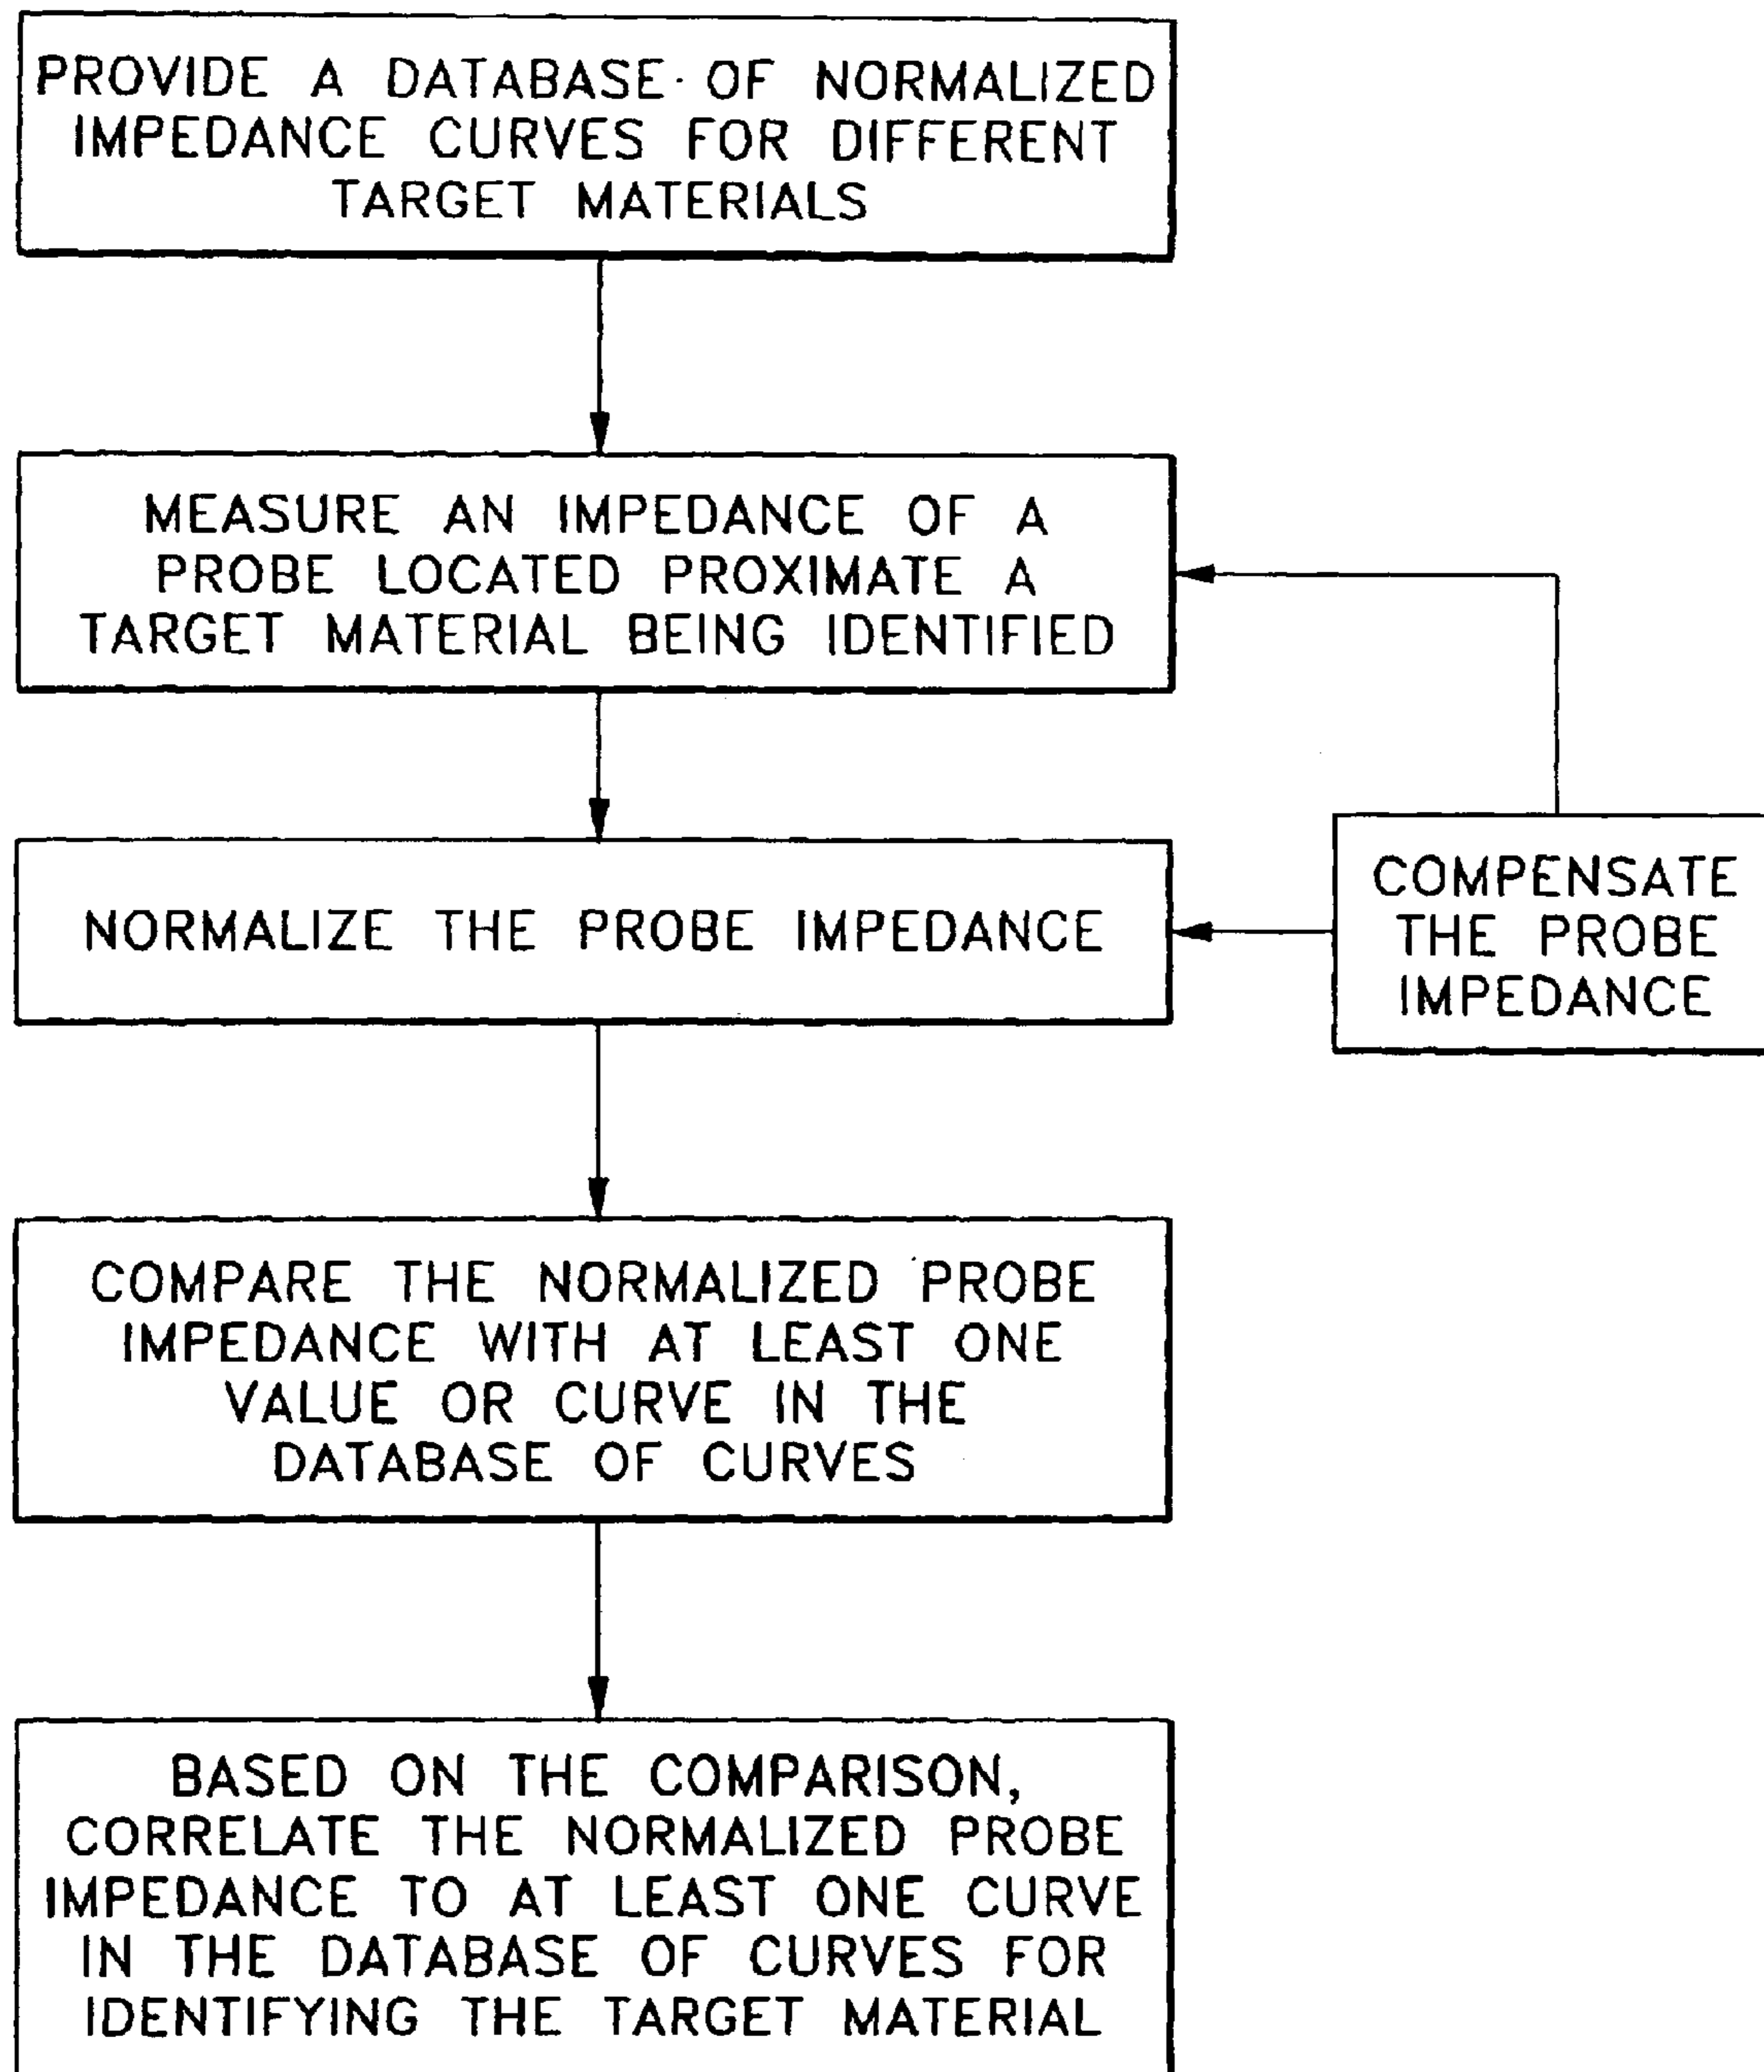 PROVIDE A DATABASE OF NORMALIZED
IMPEDANCE CURVES FOR DIFFERENT
TARGET MATERIALS
MEASURE AN IMPEDANCE OF A
PROBE LOCATED PROXIMATE A
TARGET MATERIAL BEING IDENTIFIED
NORMALIZE THE PROBE IMPEDANCE
COMPENSATE
THE PROBE
IMPEDANCE
COMPARE THE NORMALIZED PROBE
IMPEDANCE WITH AT LEAST ONE
VALUE OR CURVE IN THE
DATABASE OF CURVES
BASED ON THE COMPARISON,
CORRELATE THE NORMALIZED PROBE
IMPEDANCE TO AT LEAST ONE CURVE
IN THE DATABASE OF CURVES FOR
IDENTIFYING THE TARGET MATERIAL